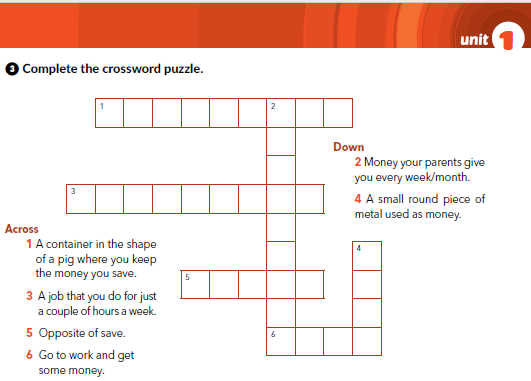 unit 1
3 Complete the crossword puzzle.
1
2
Down
2 Money your parents give
you every week/month.
3
4 A small round piece of
metal used as money.
Across
1 A container in the shape
of a pig where you keep
the money you save.
4
3 A job that you do for just
a couple of hours a week.
5
5 Opposite of save.
6
6 Go to work and get
some money.